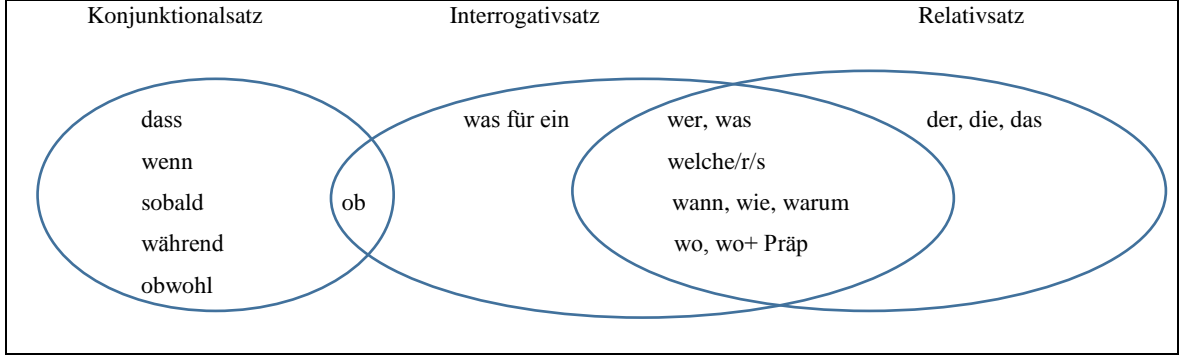 Konjunktionalsatz Interrogativsatz Relativsatz
dass was für ein wer, was der, die, das
wenn welche/r/s
sobald ob wann, wie, warum
während wo, wo+ Präp
obwohl